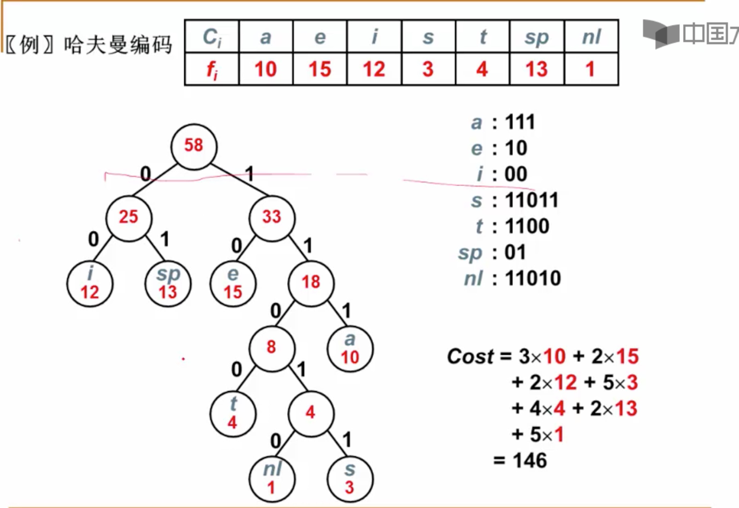 〖例〗哈夫曼编码
Ci a e i s t sp nl
fi 10 15 12 3 4 13 1
中国
a : 111
e : 10
i : 00
s : 11011
t : 1100
sp : 01
nl : 11010
58
0 1
25 33
0 1 0 1
i sp e 18
12 13 15
0 1
8 a
10
0 1
t 4
4
0 1
nl s
1 3
Cost = 3×10 + 2×15
+ 2×12 + 5×3
+ 4×4 + 2×13
+ 5×1
= 146